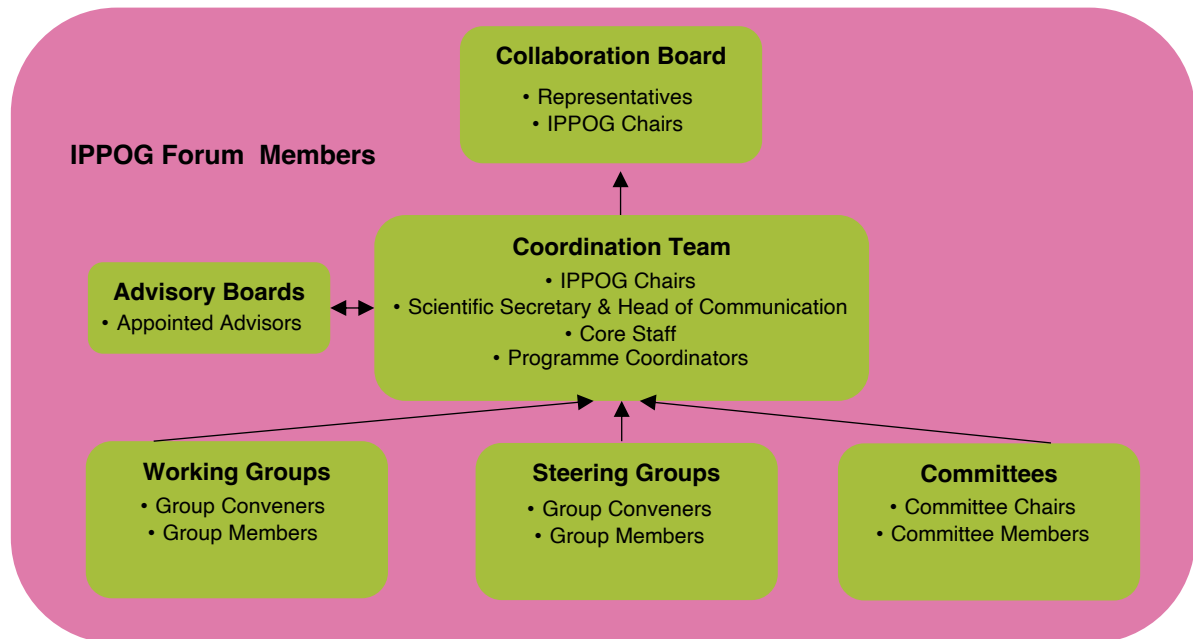 Collaboration Board
• Representatives
• IPPOG Chairs
IPPOG Forum Members
Coordination Team
• IPPOG Chairs
• Scientific Secretary & Head of Communication
• Core Staff
• Programme Coordinators
Advisory Boards
• Appointed Advisors
Working Groups
• Group Conveners
• Group Members
Steering Groups
• Group Conveners
• Group Members
Committees
• Committee Chairs
• Committee Members